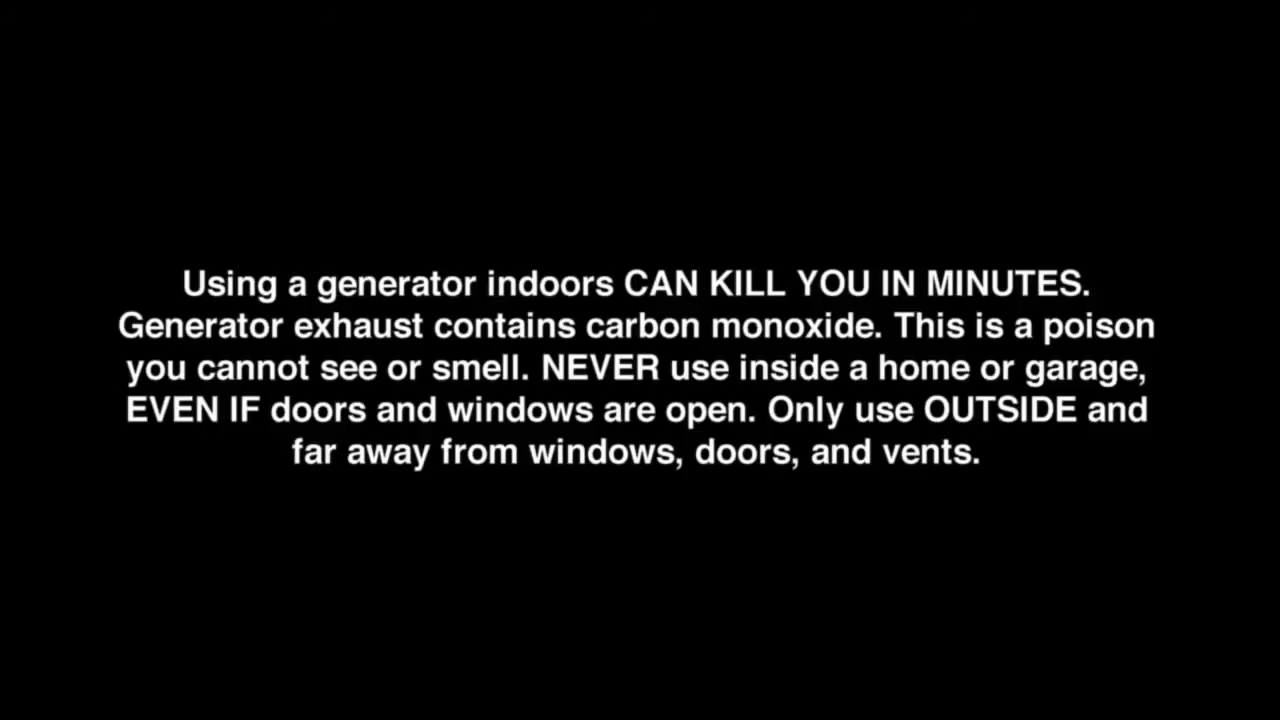 Using a generator indoors CAN KILL YOU IN MINUTES.
Generator exhaust contains carbon monoxide. This is a poison
you cannot see or smell. NEVER use inside a home or garage,
EVEN IF doors and windows are open. Only use OUTSIDE and
far away from windows, doors, and vents.